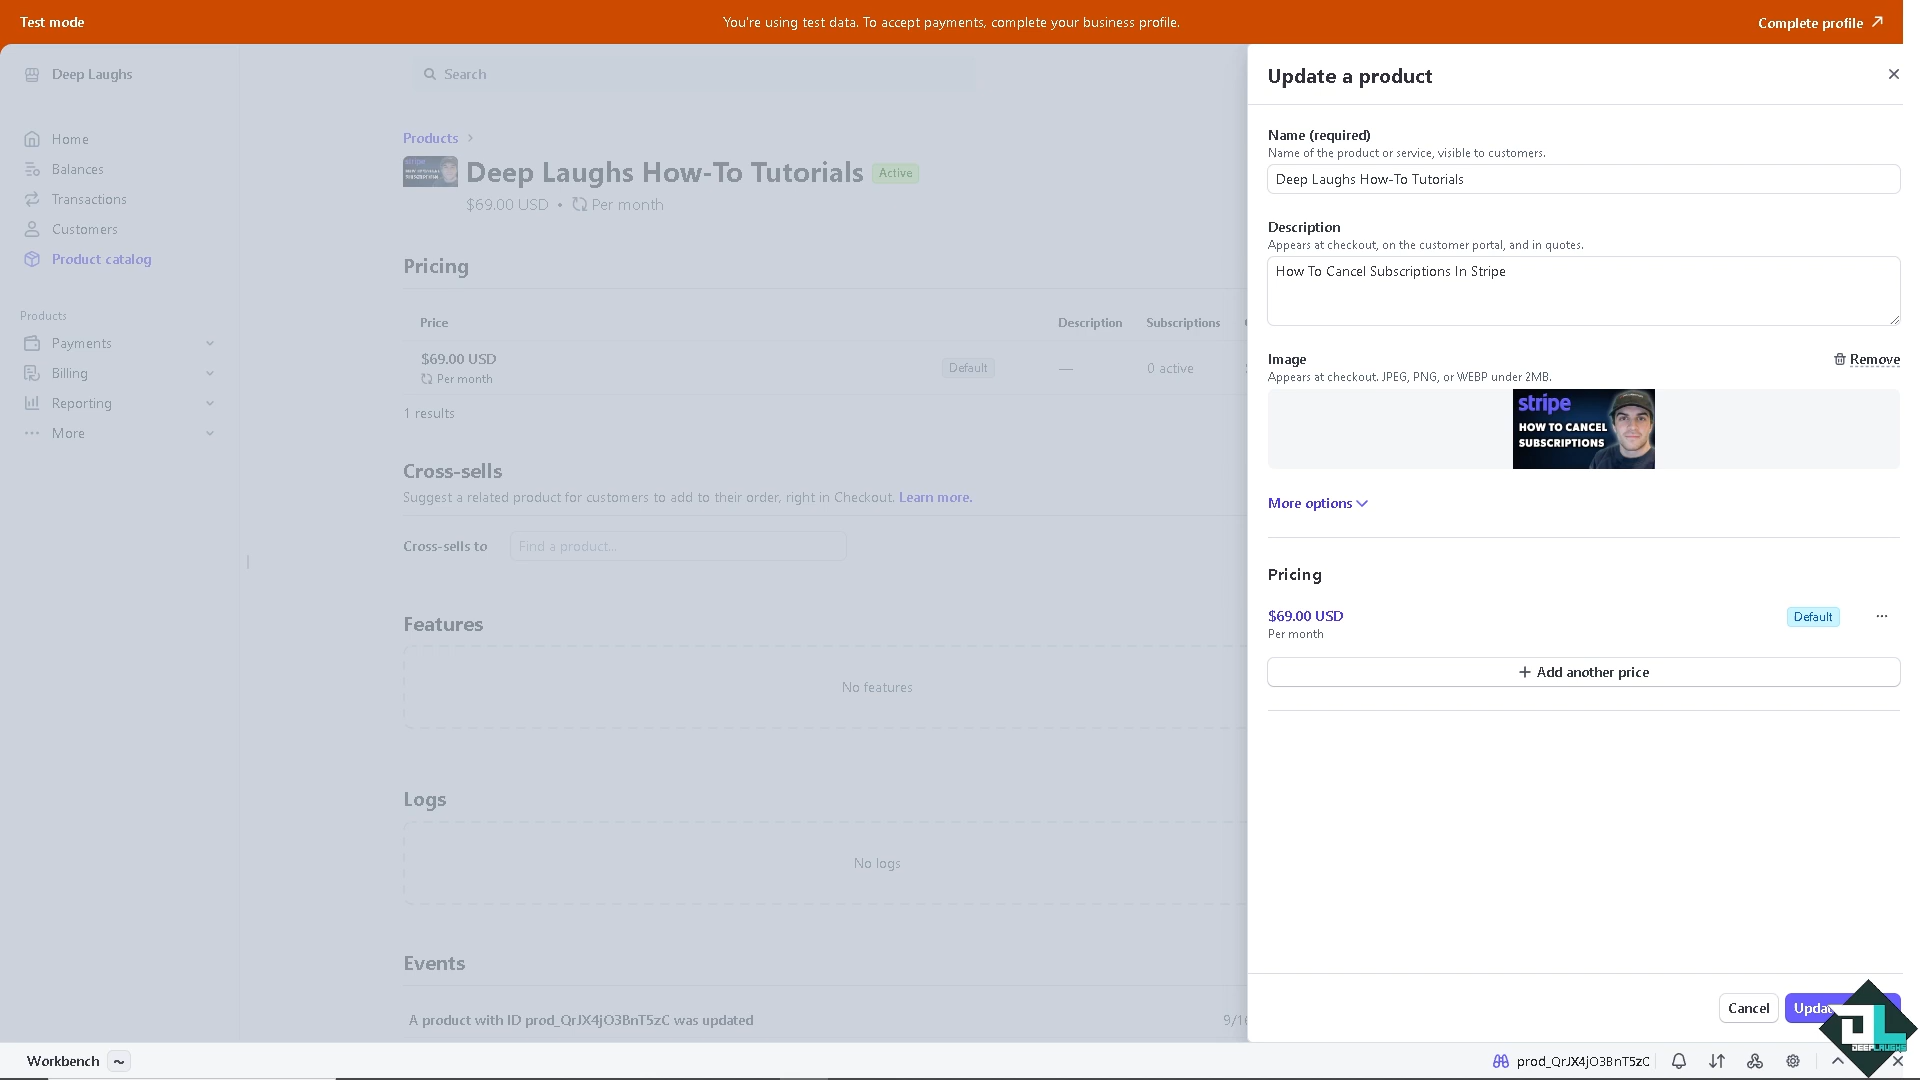 Test mode
You're using test data. To accept payments, complete your business profile.
Complete profile
Deep Laughs
Home
Balances
Transactions
Customers
Product catalog
Products
Payments
Billing
Reporting
More
Search
Products
stripe
Deep Laughs How-To Tutorials
Active
$69.00 USD • Per month
Pricing
Price Description Subscriptions
$69.00 USD Default — 0 active
Per month
1 results
Cross-sells
Suggest a related product for customers to add to their order, right in Checkout. Learn more.
Cross-sells to Find a product...
Features
No features
Logs
No logs
Events
A product with ID prod_QrJX4jO3BnT5zC was updated
Update a product
Name (required)
Name of the product or service, visible to customers.
Deep Laughs How-To Tutorials
Description
Appears at checkout, on the customer portal, and in quotes.
How To Cancel Subscriptions In Stripe
Image
Remove
Appears at checkout. JPEG, PNG, or WEBP under 2MB.
stripe
HOW TO CANCEL
SUBSCRIPTIONS
More options
Pricing
$69.00 USD
Default
Per month
Add another price
Cancel
DEEPLAUGHS
Workbench ~
prod_QrJX4jO3BnT5zC